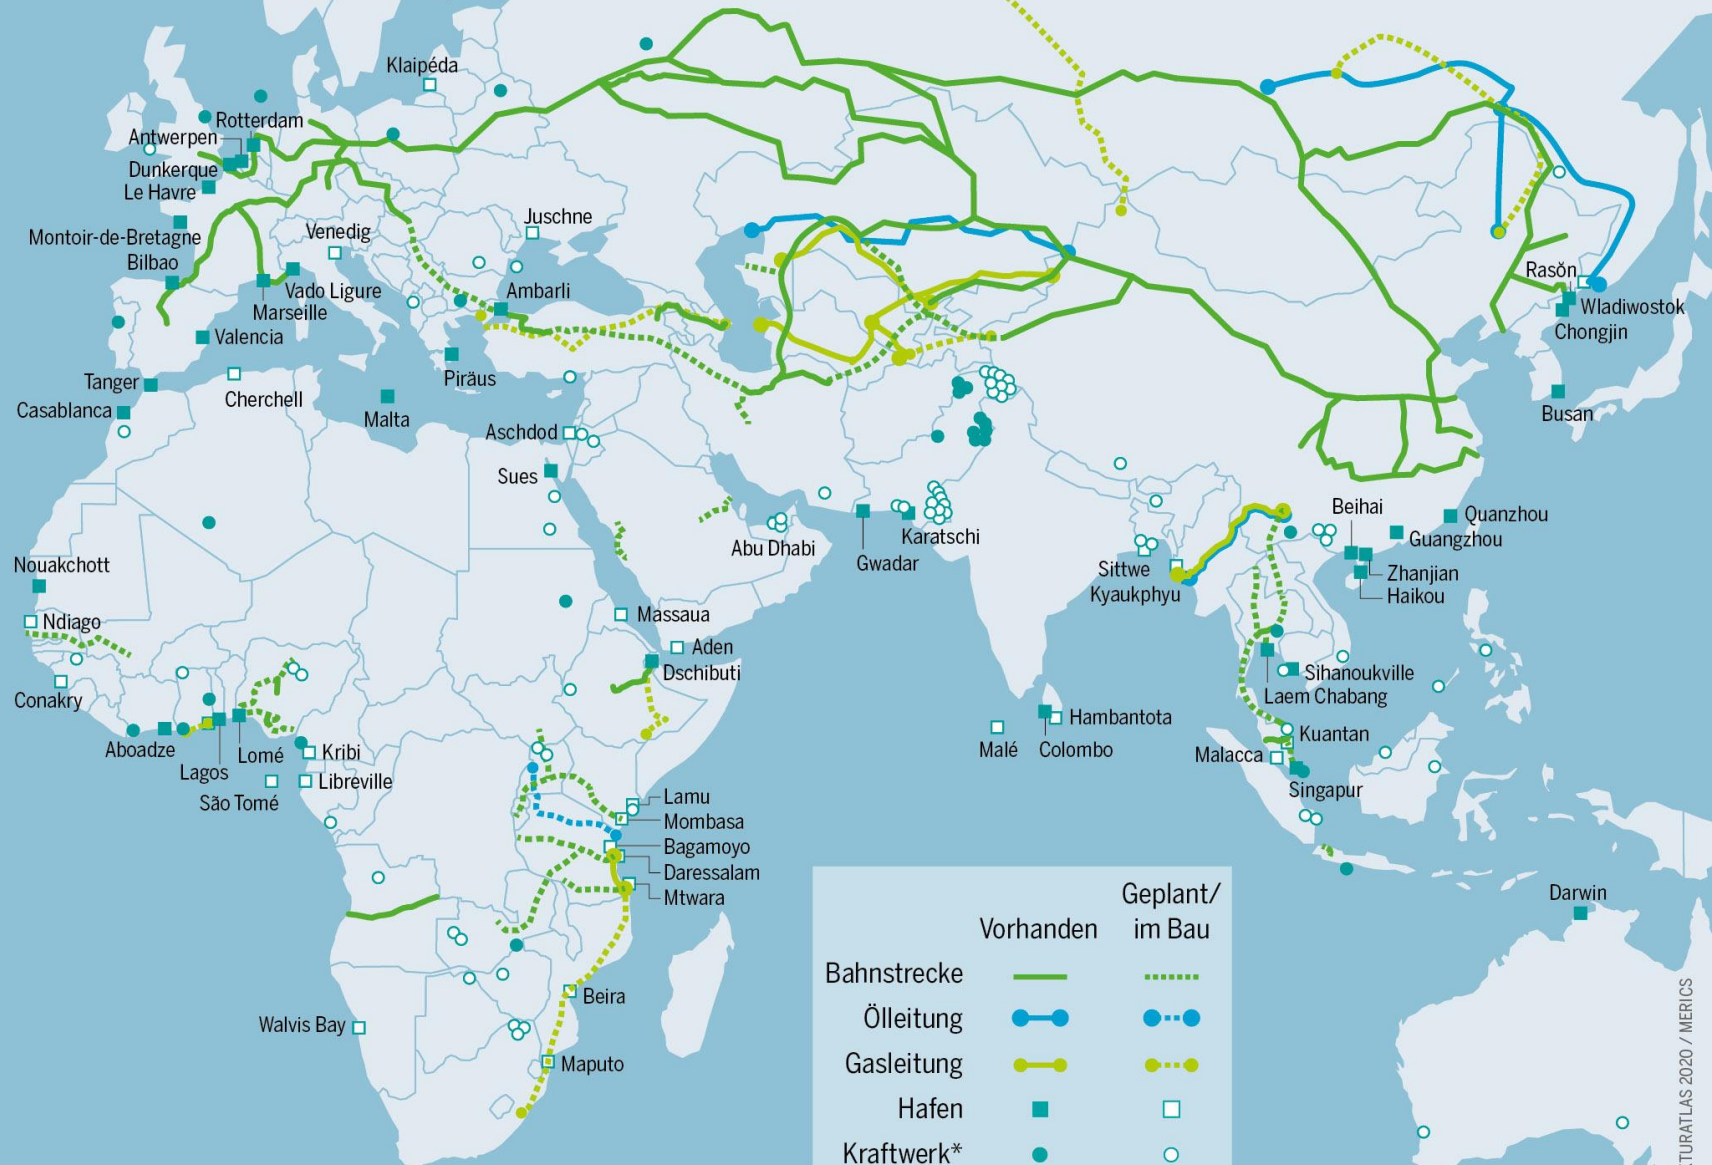 Klaipéda
Rotterdam
Antwerpen
Dunkerque
Le Havre
Montoir-de-Bretagne
Bilbao
Venedig
Juschne
Vado Ligure
Marseille
Ambarli
Valencia
Piräus
Tanger
Casablanca
Cherchell
Malta
Aschdod
Sues
Rasŏn
Wladiwostok
Chongjin
Busan
Abu Dhabi
Gwadar
Karatschi
Sittwe
Kyaukphyu
Beihai
Quanzhou
Guangzhou
Zhanjian
Haikou
Nouakchott
Ndiago
Conakry
Massaua
Aden
Dschibuti
Aboadze
Lagos
Lomé
Kribi
São Tomé
Libreville
Malé
Colombo
Hambantota
Sihanoukville
Laem Chabang
Kuantan
Malacca
Singapur
Lamu
Mombasa
Bagamoyo
Daressalam
Mtwara
Beira
Walvis Bay
Maputo
Darwin
Vorhanden
Geplant/
im Bau
Bahnstrecke
Ölleitung
Gasleitung
Hafen
Kraftwerk*
TURATLAS 2020 / MERICS